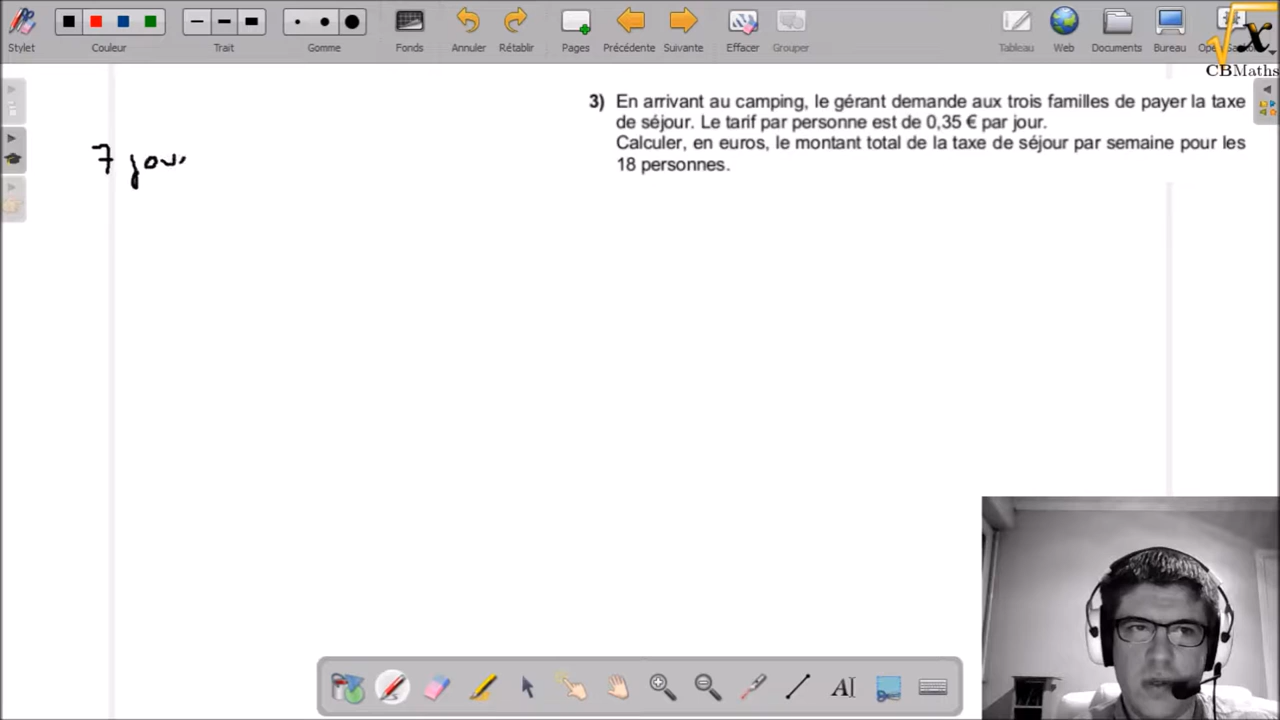 Stylet
Couleur
Trait
Gomme
Fonds
Annuler
Rétablir
Pages
Précédente
Suivante
Effacer
Grouper
Tableau
Web
Documents
Bureau
CBMaths
3) En arrivant au camping, le gérant demande aux trois familles de payer la taxe
de séjour. Le tarif par personne est de 0,35 € par jour.
Calculer, en euros, le montant total de la taxe de séjour par semaine pour les
18 personnes.
7 jou